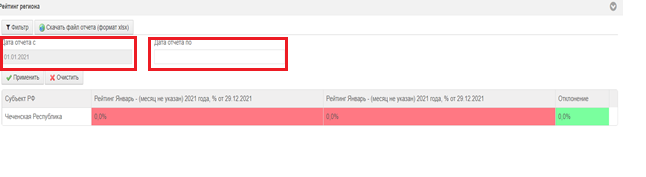 Рейтинг региона
Фильтр Скачать файл отчета (формат xlsx)
Дата отчета с Дата отчета по
01.01.2021
Применить Очистить
Субъект РФ Рейтинг Январь - (месяц не указан) 2021 года, % от 29.12.2021 Рейтинг Январь - (месяц не указан) 2021 года, % от 29.12.2021 Отклонение
Чеченская Республика 0,0% 0,0% 0,0%